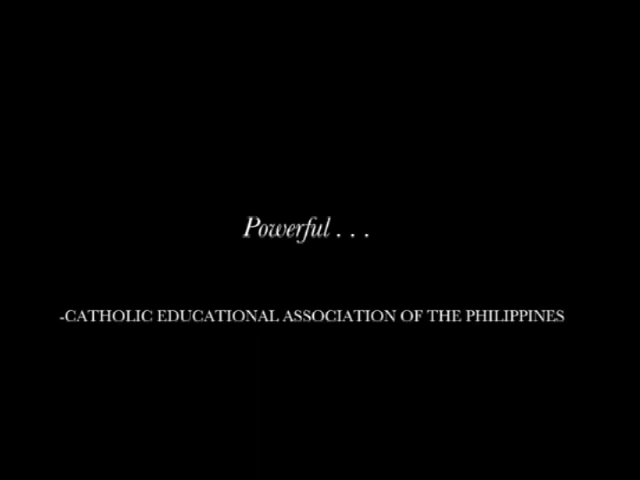 Powerful . . .
-CATHOLIC EDUCATIONAL ASSOCIATION OF THE PHILIPPINES